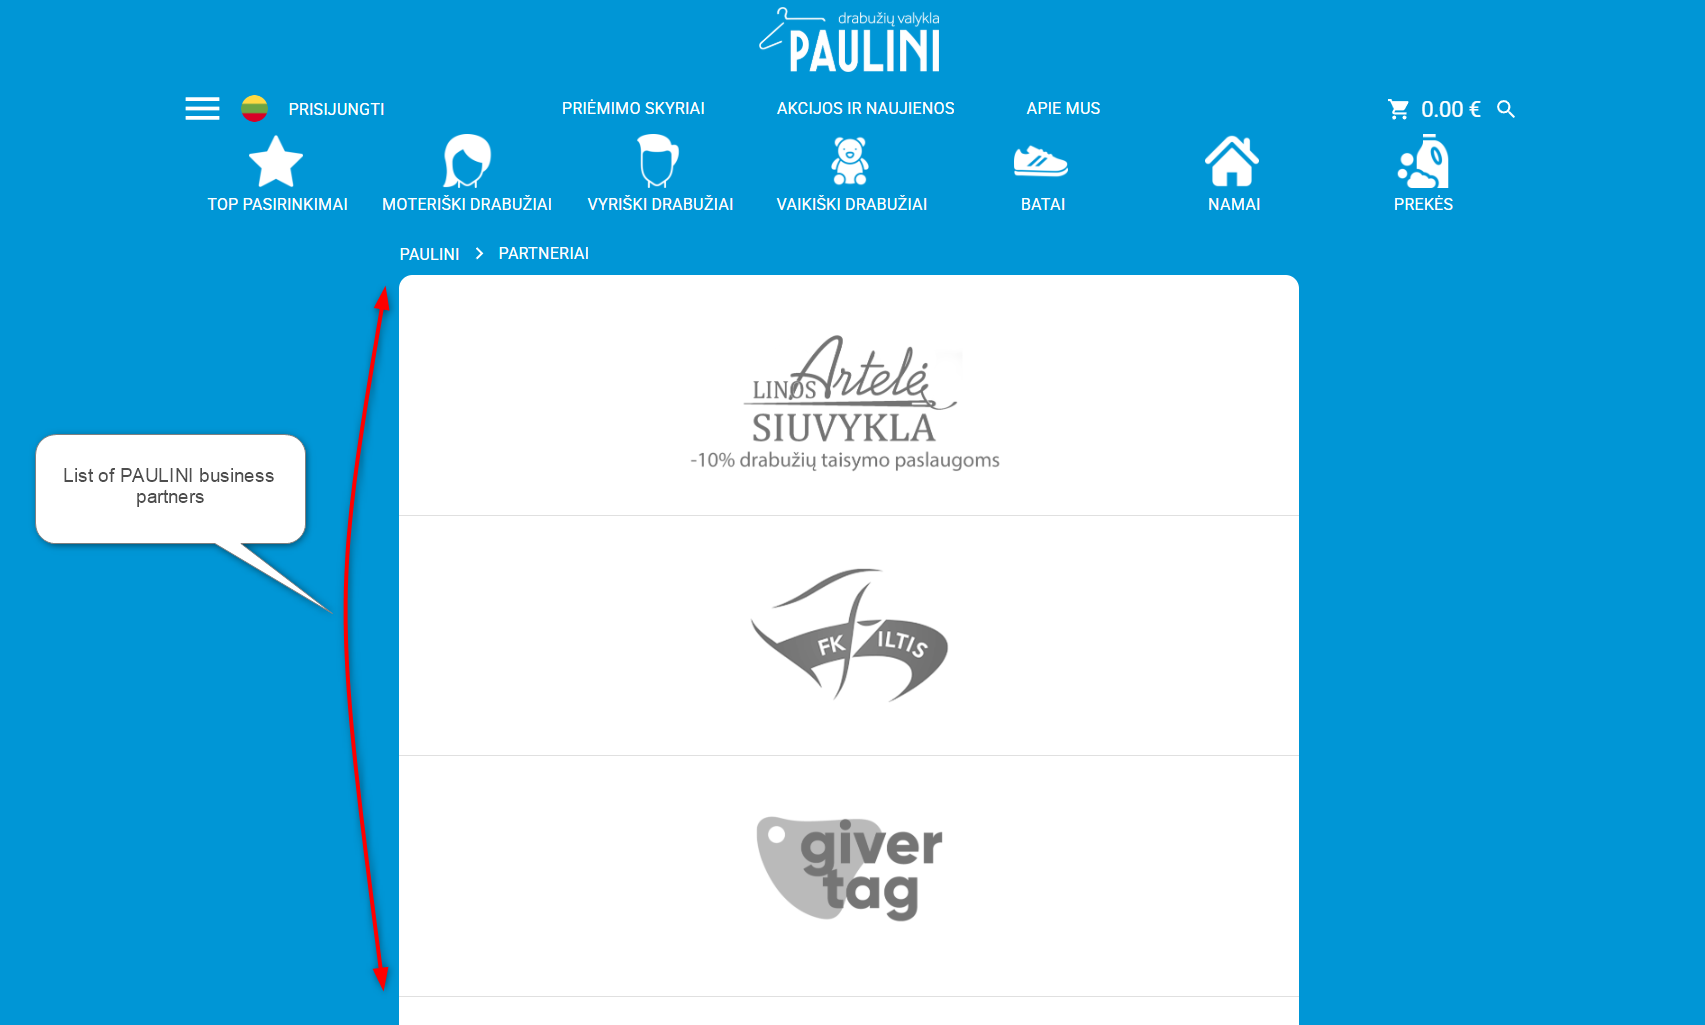 drabužių valykla
PAULINI
PRISIJUNGTI
PRIĖMIMO SKYRIAI
AKCIJOS IR NAUJIENOS
APIE MUS
0.00 €
TOP PASIRINKIMAI
MOTERIŠKI DRABUŽIAI
VYRIŠKI DRABUŽIAI
VAIKIŠKI DRABUŽIAI
BATAI
NAMAI
PREKĖS
PAULINI
PARTNERIAI
List of PAULINI business
partners
LINOS Artelė
SIUVYKLA
-10% drabužių taisymo paslaugoms
FK ILTIS
giver
tag